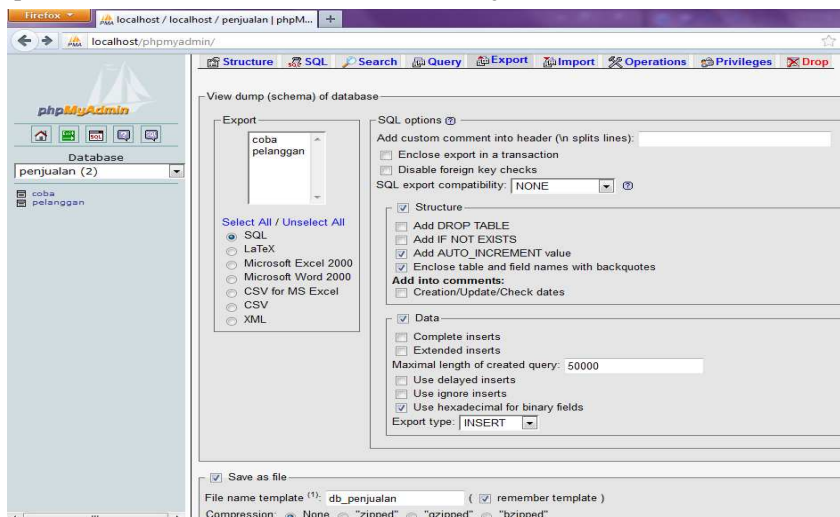 Firefox
localhost / localhost / penjualan | phpM... +
localhost/phpmyadmin/
Structure SQL Search Query Export Import Operations Privileges Drop
phpMyAdmin
Database
penjualan (2)
coba
pelanggan
View dump (schema) of database
Export
coba
pelanggan
Select All / Unselect All
SQL
LaTeX
Microsoft Excel 2000
Microsoft Word 2000
CSV for MS Excel
CSV
XML
SQL options
Add custom comment into header (\n splits lines):
Enclose export in a transaction
Disable foreign key checks
SQL export compatibility: NONE
Structure
Add DROP TABLE
Add IF NOT EXISTS
Add AUTO_INCREMENT value
Enclose table and field names with backquotes
Add into comments:
Creation/Update/Check dates
Data
Complete inserts
Extended inserts
Maximal length of created query: 50000
Use delayed inserts
Use ignore inserts
Use hexadecimal for binary fields
Export type: INSERT
Save as file
File name template (1): db_penjualan ( remember template )
Compression: None "zipped" "gzipped" "bzipped"